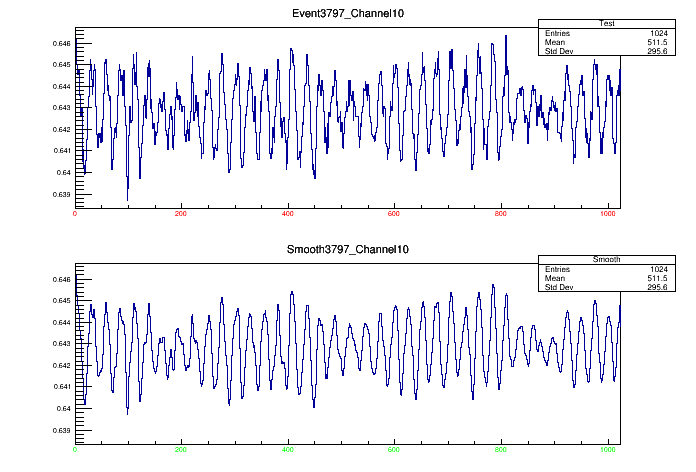 Event3797_Channel10
Test
Entries 1024
Mean 511.5
Std Dev 295.6
0.646
0.645
0.644
0.643
0.642
0.641
0.64
0.639
0 200 400 600 800 1000
Smooth3797_Channel10
Smooth
Entries 1024
Mean 511.5
Std Dev 295.6
0.646
0.645
0.644
0.643
0.642
0.641
0.64
0.639
0 200 400 600 800 1000